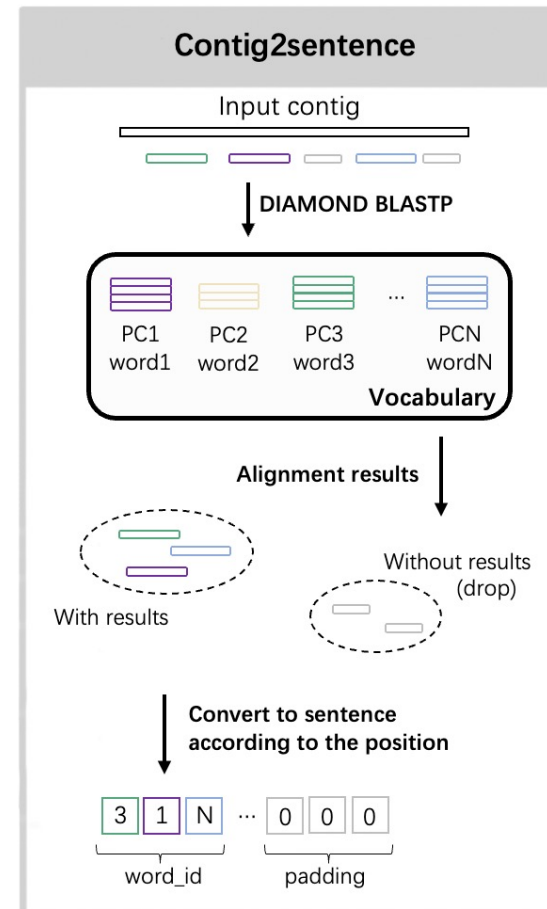 Contig2sentence
Input contig
DIAMOND BLASTP
PC1 PC2 PC3 ... PCN
word1 word2 word3 wordN
Vocabulary
Alignment results
Without results
(drop)
With results
Convert to sentence
according to the position
3 1 N ... 0 0 0
word_id padding